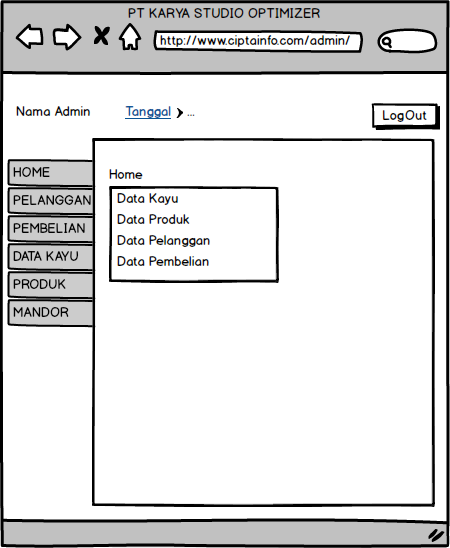 PT KARYA STUDIO OPTIMIZER
http://www.ciptainfo.com/admin/
Nama Admin Tanggal ...
LogOut
HOME
PELANGGAN
PEMBELIAN
DATA KAYU
PRODUK
MANDOR
Home
Data Kayu
Data Produk
Data Pelanggan
Data Pembelian